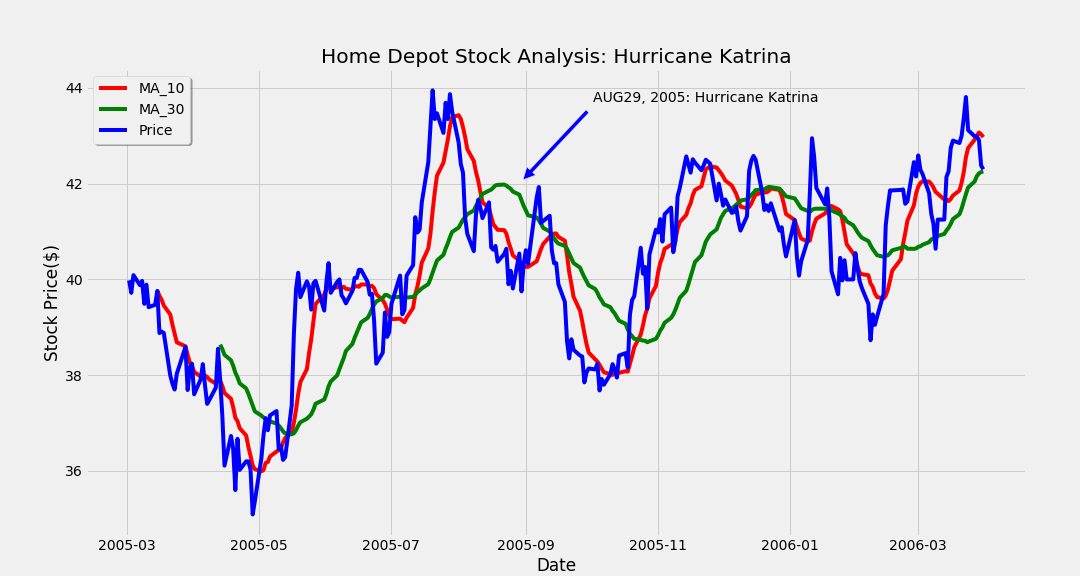 Home Depot Stock Analysis: Hurricane Katrina
MA_10
MA_30
Price
AUG29, 2005: Hurricane Katrina
Stock Price($)
44
42
40
38
36
2005-03 2005-05 2005-07 2005-09 2005-11 2006-01 2006-03
Date